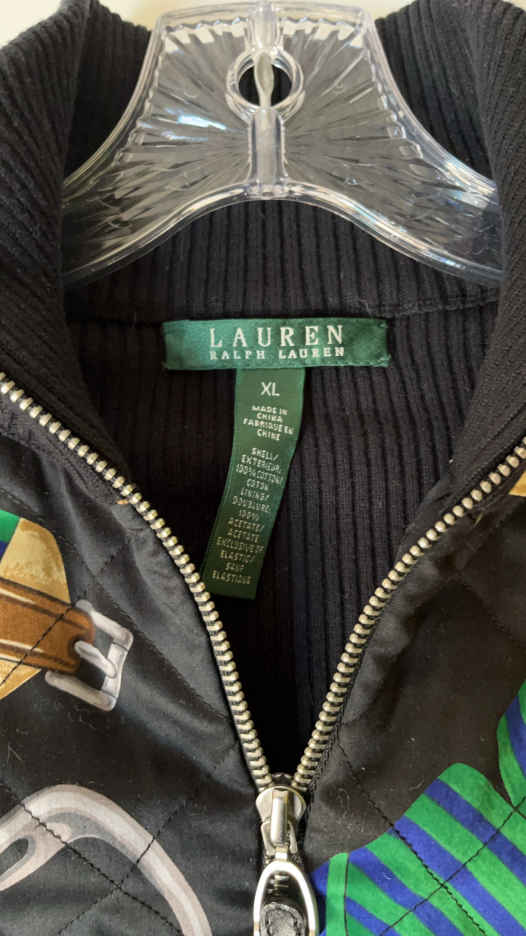 LAUREN
RALPH LAUREN
XL
MADE IN
CHINA
FABRIQUE EN
CHINE
SHELL/
EXTERIEUR:
100% COTTON/
COTON
LINING/
DOUBLURE:
100%
ACETATE/
ACETATE
EXCLUSIVE OF
ELASTIC/
SANS
ELASTIQUE